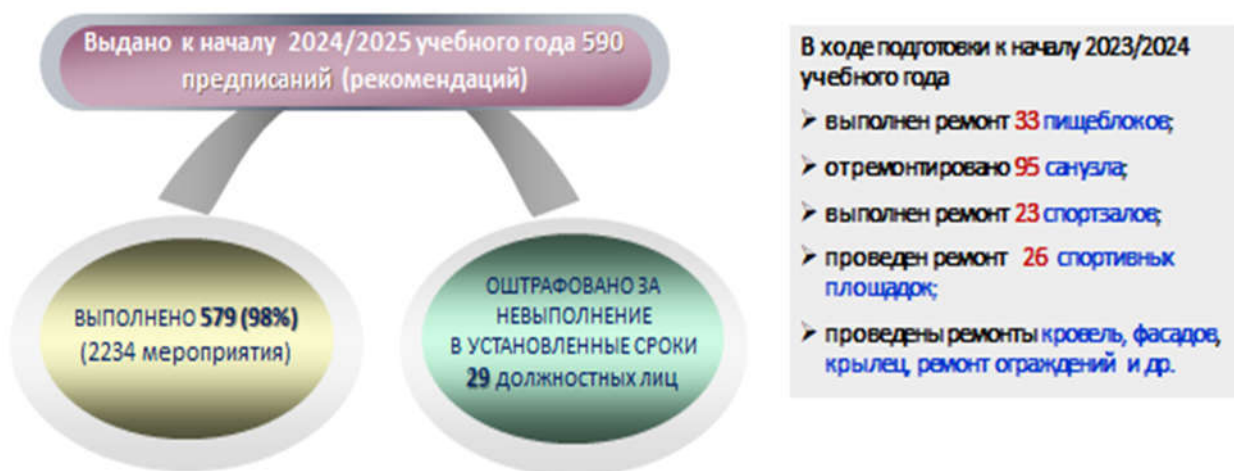 Выдано к началу 2024/2025 учебного года 590
предписаний (рекомендаций)
ВЫПОЛНЕНО 579 (98%)
(2234 мероприятия)
ОШТРАФОВАНО ЗА
НЕВЫПОЛНЕНИЕ
В УСТАНОВЛЕННЫЕ СРОКИ
29 ДОЛЖНОСТНЫХ ЛИЦ
В ходе подготовки к началу 2023/2024
учебного года
➢ выполнен ремонт 33 пищеблоков;
➢ отремонтировано 95 санузла;
➢ выполнен ремонт 23 спортзалов;
➢ проведен ремонт 26 спортивных
площадок;
➢ проведены ремонты кровель, фасадов,
крылец, ремонт ограждений и др.